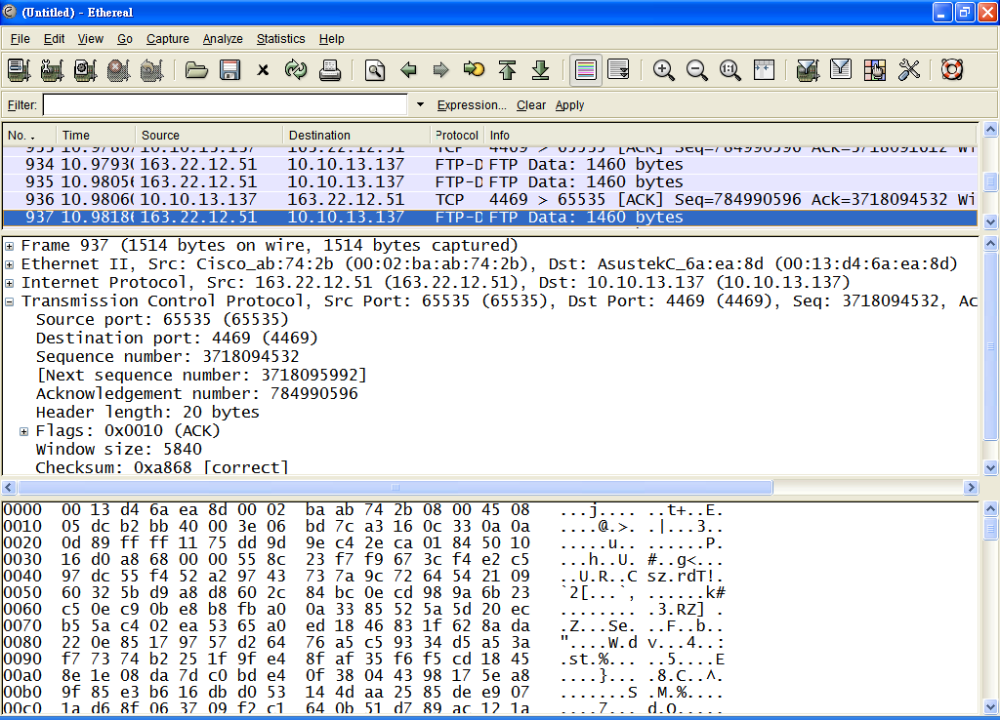 (Untitled) - Ethereal
File Edit View Go Capture Analyze Statistics Help
Filter: Expression... Clear Apply
No. . Time Source Destination Protocol Info
10.10.13.137 163.22.12.51 TCP 4469 > 65535 [ACK] Seq=784990596 Ack=3718091612 Wi
934 10.97930 163.22.12.51 10.10.13.137 FTP-D FTP Data: 1460 bytes
935 10.98056 163.22.12.51 10.10.13.137 FTP-D FTP Data: 1460 bytes
936 10.98060 10.10.13.137 163.22.12.51 TCP 4469 > 65535 [ACK] Seq=784990596 Ack=3718094532 Wi
937 10.98186 163.22.12.51 10.10.13.137 FTP-D FTP Data: 1460 bytes
Frame 937 (1514 bytes on wire, 1514 bytes captured)
Ethernet II, Src: Cisco_ab:74:2b (00:02:ba:ab:74:2b), Dst: AsustekC_6a:ea:8d (00:13:d4:6a:ea:8d)
Internet Protocol, Src: 163.22.12.51 (163.22.12.51), Dst: 10.10.13.137 (10.10.13.137)
Transmission Control Protocol, Src Port: 65535 (65535), Dst Port: 4469 (4469), Seq: 3718094532, Ac
Source port: 65535 (65535)
Destination port: 4469 (4469)
Sequence number: 3718094532
[Next sequence number: 3718095992]
Acknowledgement number: 784990596
Header length: 20 bytes
Flags: 0x0010 (ACK)
Window size: 5840
Checksum: 0xa868 [correct]
0000 00 13 d4 6a ea 8d 00 02 ba ab 74 2b 08 00 45 08 ...j.... ..t+..E.
0010 05 dc b2 bb 40 00 3e 06 bd 7c a3 16 0c 33 0a 0a ....@.>. .|...3..
0020 0d 89 ff ff 11 75 dd 9d 9e c4 2e ca 01 84 50 10 .....u.. ......P.
0030 16 d0 a8 68 00 00 55 8c 23 f7 f9 67 3c f4 e2 c5 ...h..U. #..g<...
0040 97 dc 55 f4 52 a2 97 43 73 7a 9c 72 64 54 21 09 ..U.R..C sz.rdT!.
0050 60 32 5b d9 a8 d8 60 2c 84 bc 0e cd 98 9a 6b 23 `2[...`, ......k#
0060 c5 0e c9 0b e8 b8 fb a0 0a 33 85 52 5a 5d 20 ec ........ .3.RZ] .
0070 b5 5a c4 02 ea 53 65 a0 ed 18 46 83 1f 62 8a da .Z...Se. ..F..b..
0080 22 0e 85 17 97 57 d2 64 76 a5 c5 93 34 d5 a5 3a "....W.d v...4..:
0090 f7 73 74 b2 25 1f 9f e4 8f af 35 f6 f5 cd 18 45 .st.%... ..5....E
00a0 8e 1e 08 da 7d c0 bd e4 0f 38 04 43 98 17 5e a8 ....}... .8.C..^.
00b0 9f 85 e3 b6 16 db d0 53 14 4d aa 25 85 de e9 07 .......S .M.%....
00c0 1a d6 8f 06 37 09 f2 c1 64 0b 51 d7 89 ac 12 1a ....7... d.Q.....